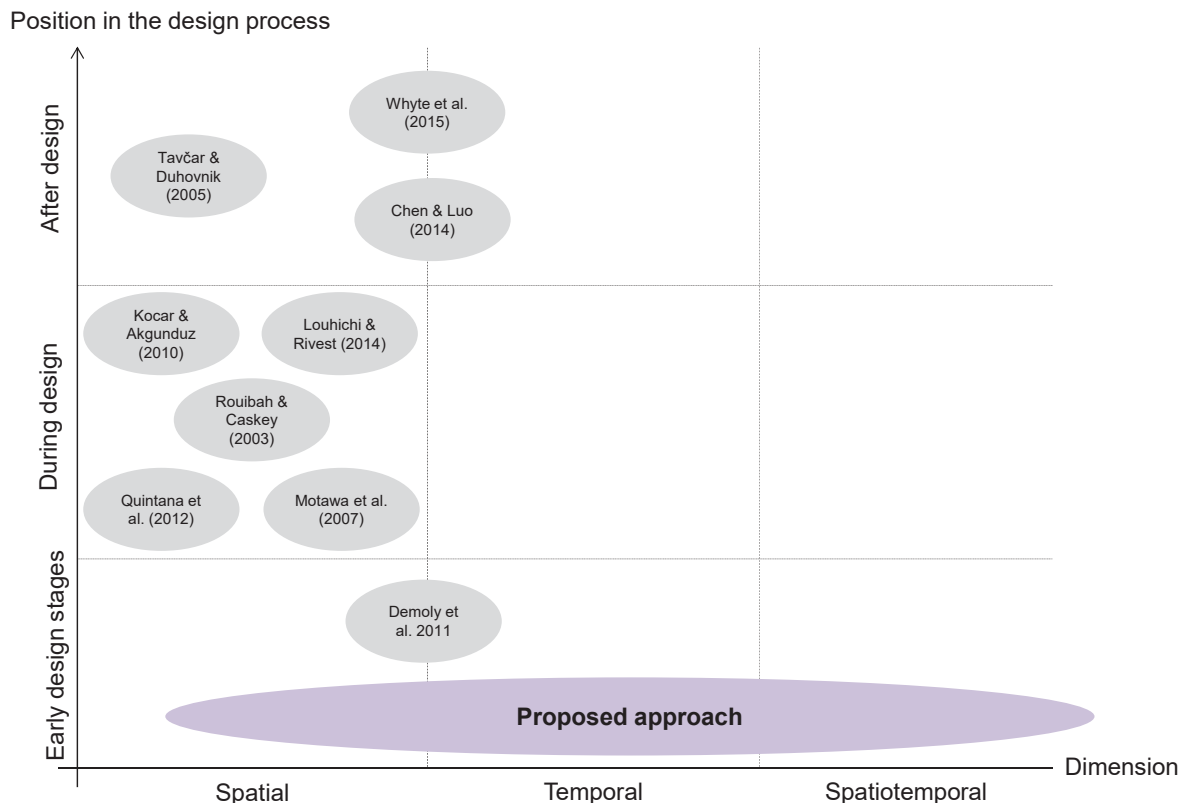 Position in the design process
After design
Whyte et al.
(2015)
Tavčar &
Duhovnik
(2005)
Chen & Luo
(2014)
During design
Kocar &
Akgunduz
(2010)
Louhichi &
Rivest (2014)
Rouibah &
Caskey
(2003)
Quintana et
al. (2012)
Motawa et al.
(2007)
Early design stages
Demoly et
al. 2011
Proposed approach
Dimension
Spatial
Temporal
Spatiotemporal